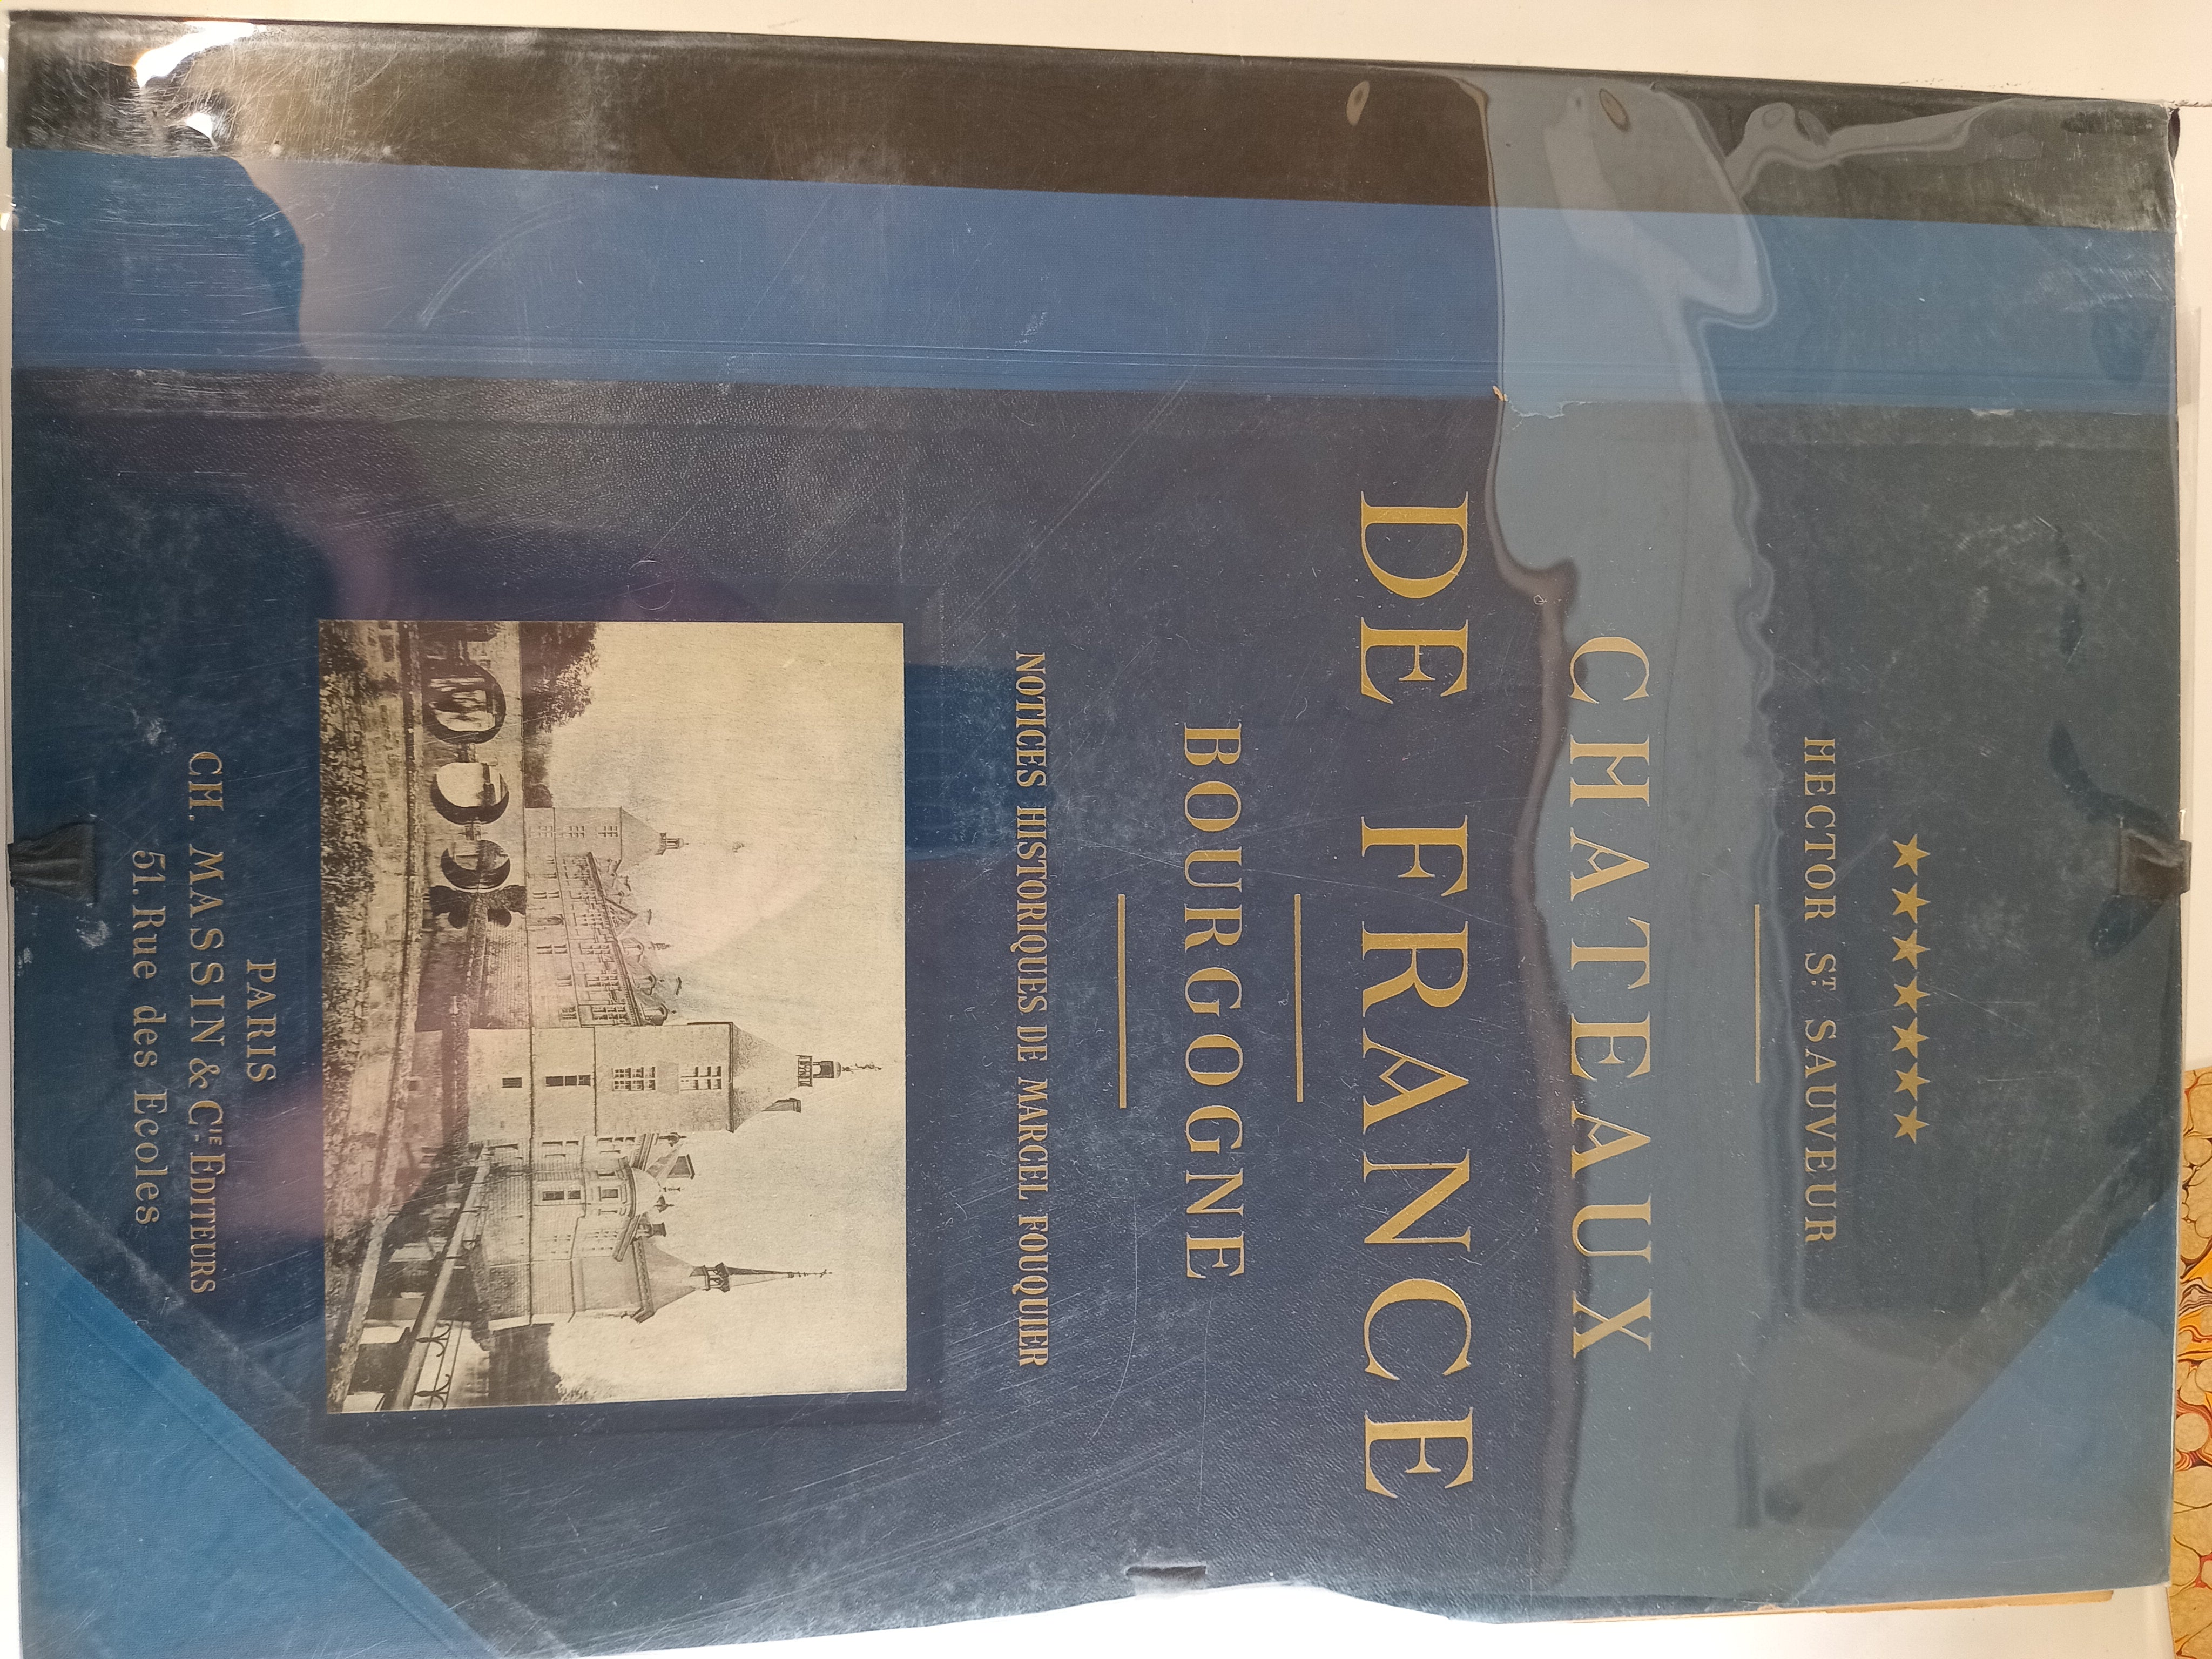 ★★★★★★★
HECTOR ST. SAUVEUR
CHATEAUX
DE FRANCE
BOURGOGNE
NOTICES HISTORIQUES DE MARCEL FOUQUIER
PARIS
CH. MASSIN & CIE. EDITEURS
51. Rue des Ecoles